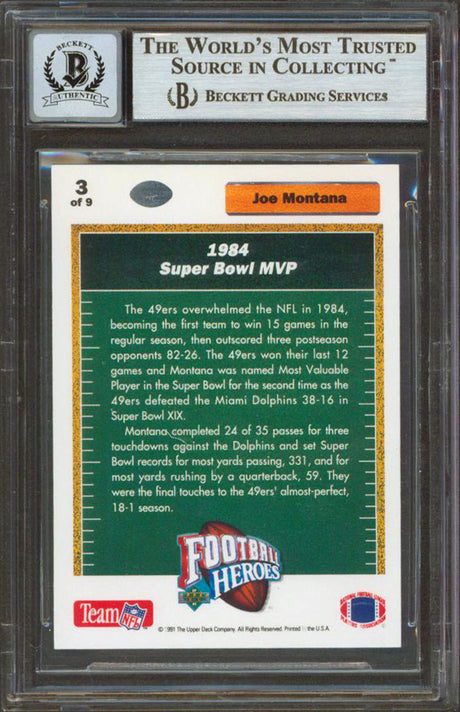 BECKETT
B
AUTHENTIC
THE WORLD'S MOST TRUSTED
SOURCE IN COLLECTING™
B BECKETT GRADING SERVICES
3
of 9
Joe Montana
1984
Super Bowl MVP
The 49ers overwhelmed the NFL in 1984,
becoming the first team to win 15 games in the
regular season, then outscored three postseason
opponents 82-26. The 49ers won their last 12
games and Montana was named Most Valuable
Player in the Super Bowl for the second time as the
49ers defeated the Miami Dolphins 38-16 in
Super Bowl XIX.
Montana completed 24 of 35 passes for three
touchdowns against the Dolphins and set Super
Bowl records for most yards passing, 331, and for
most yards rushing by a quarterback, 59. They
were the final touches to the 49ers' almost-perfect,
18-1 season.
FOOTBALL
HEROES
UPPER DECK
Team NFL
© 1991 The Upper Deck Company. All Rights Reserved. Printed in the U.S.A.